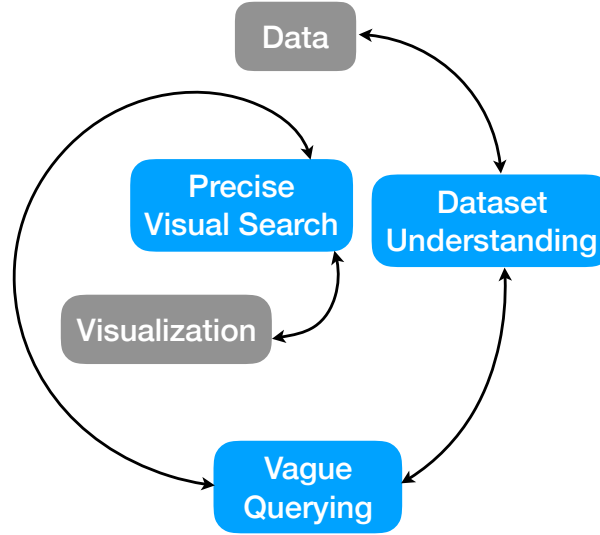 Data
Precise
Visual Search
Dataset
Understanding
Visualization
Vague
Querying